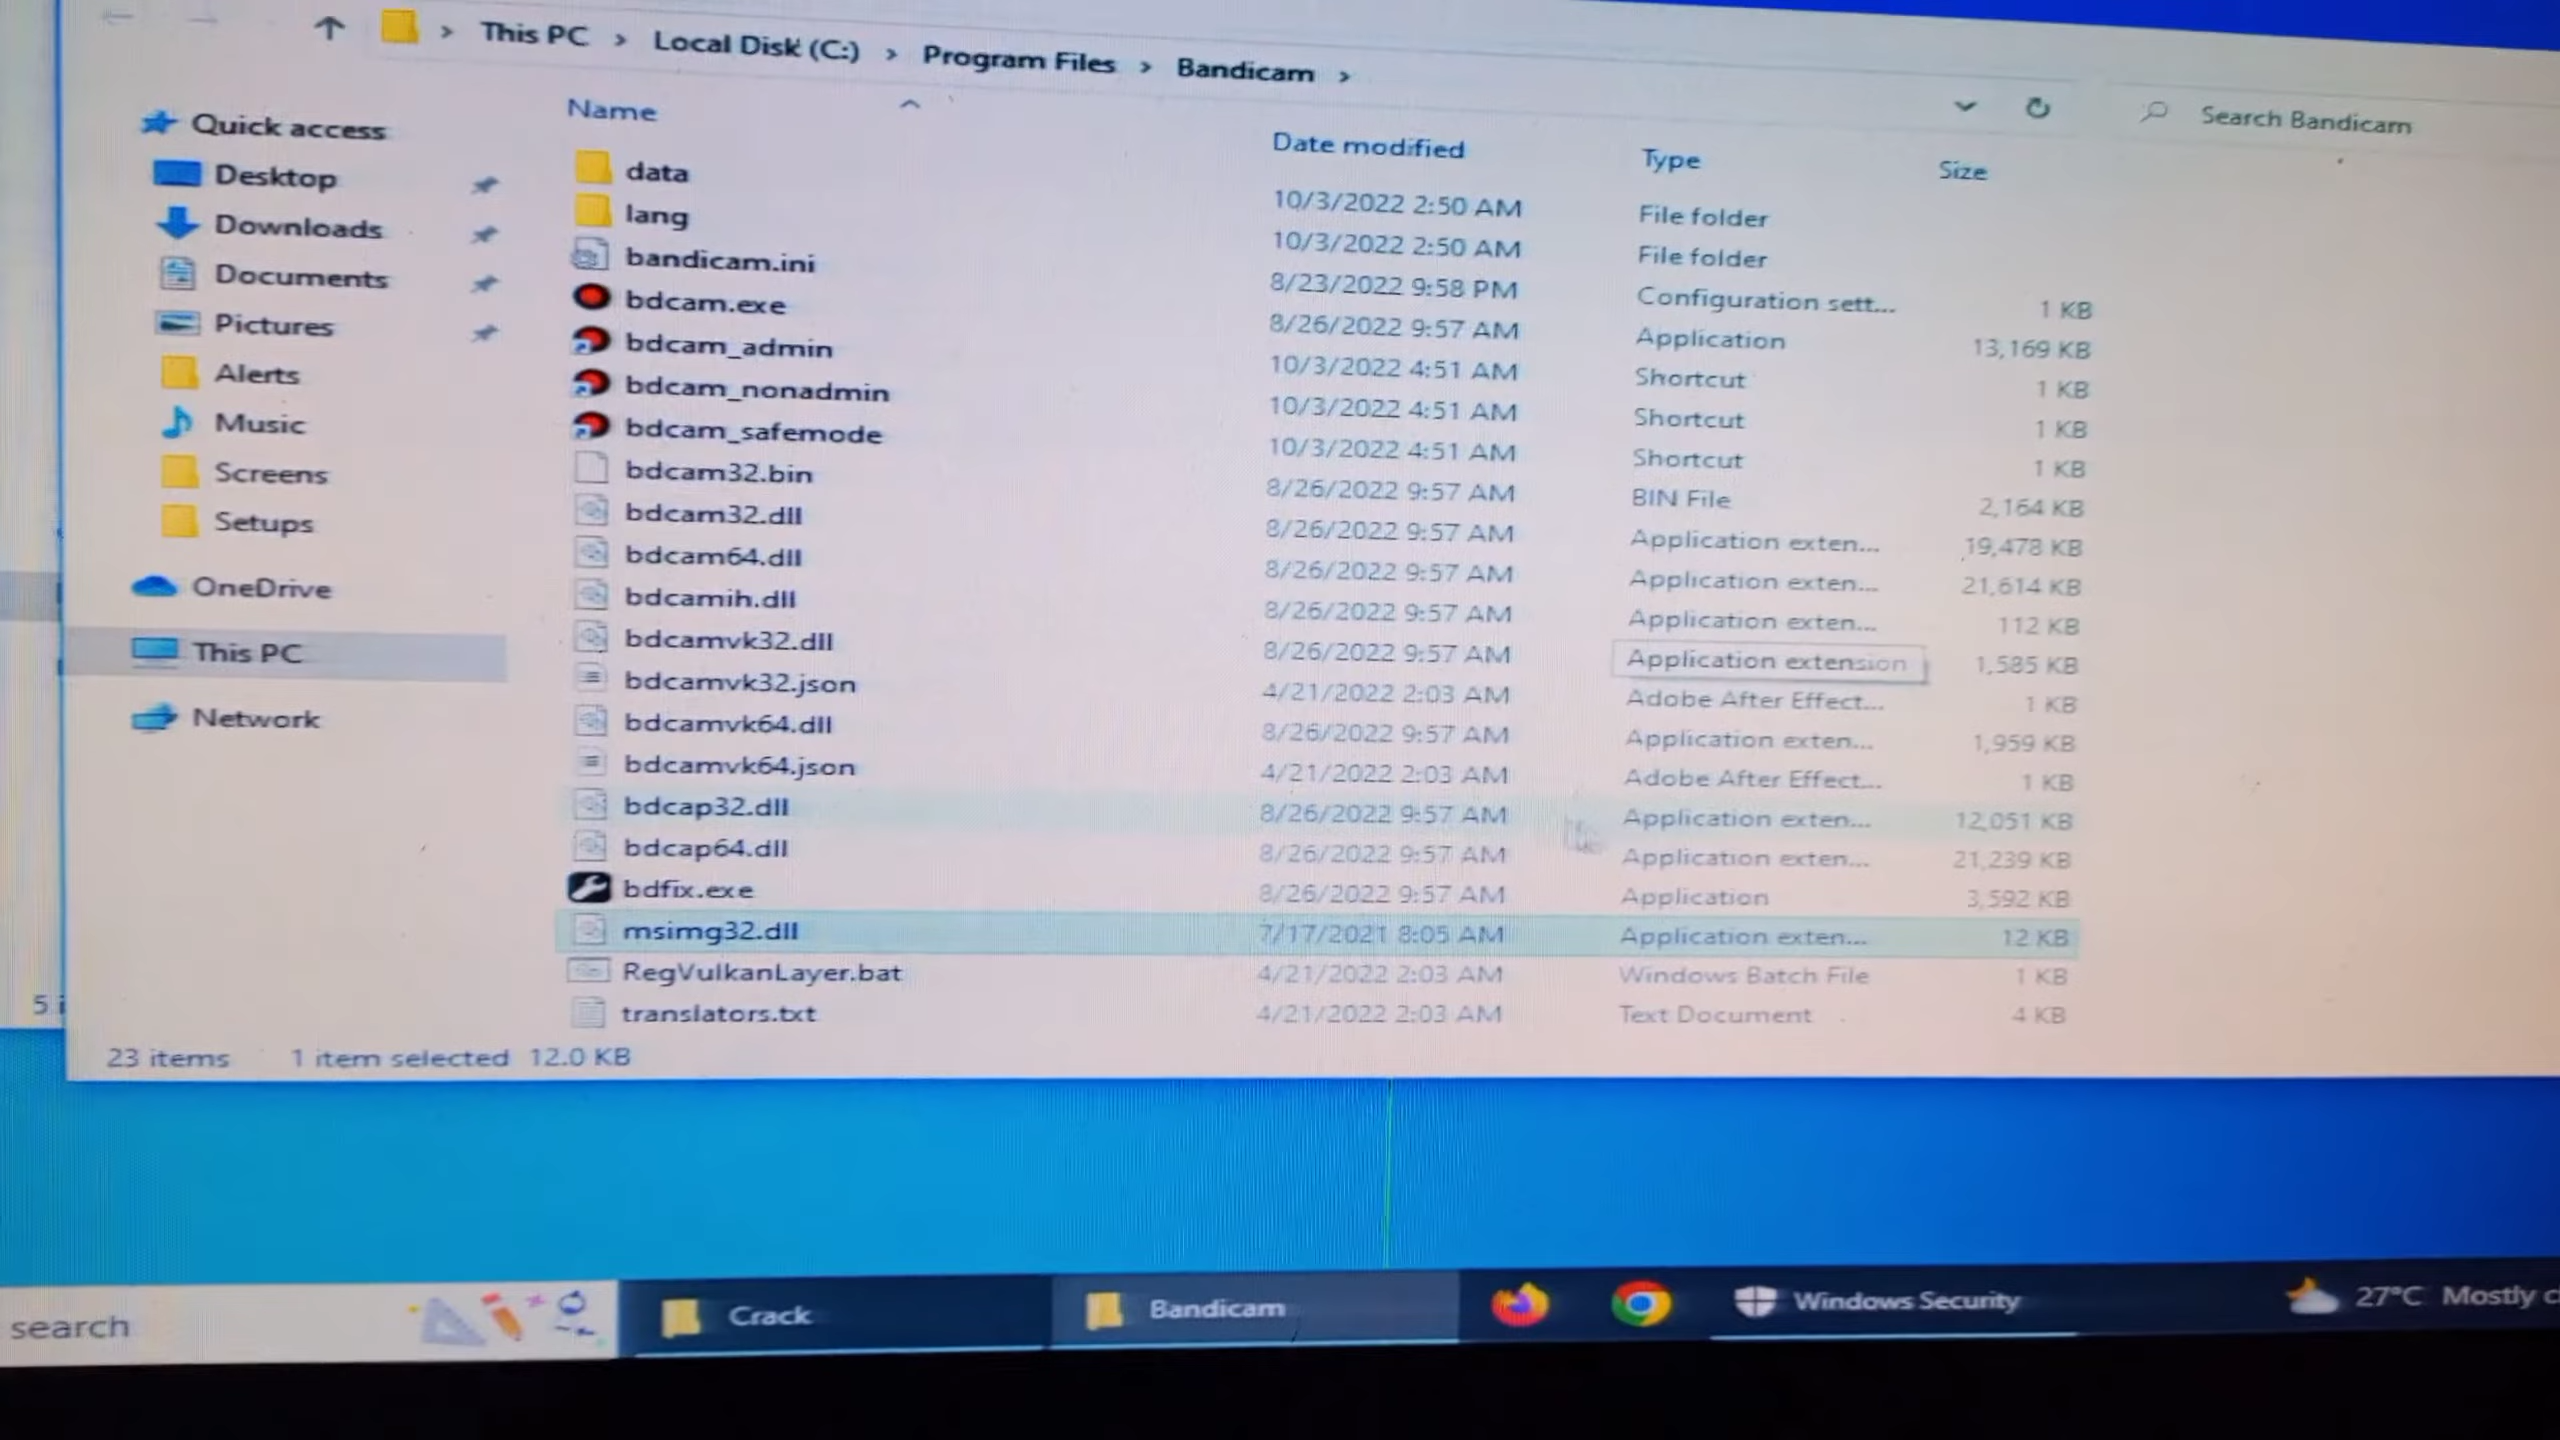 This PC > Local Disk (C:) > Program Files > Bandicam >
Search Bandicam
Name
Date modified
Type
Size
Quick access
Desktop
Downloads
Documents
Pictures
Alerts
Music
Screens
Setups
OneDrive
This PC
Network
data 10/3/2022 2:50 AM File folder
lang 10/3/2022 2:50 AM File folder
bandicam.ini 8/23/2022 9:58 PM Configuration sett... 1 KB
bdcam.exe 8/26/2022 9:57 AM Application 13,169 KB
bdcam_admin 10/3/2022 4:51 AM Shortcut 1 KB
bdcam_nonadmin 10/3/2022 4:51 AM Shortcut 1 KB
bdcam_safemode 10/3/2022 4:51 AM Shortcut 1 KB
bdcam32.bin 8/26/2022 9:57 AM BIN File 2,164 KB
bdcam32.dll 8/26/2022 9:57 AM Application exten... 19,478 KB
bdcam64.dll 8/26/2022 9:57 AM Application exten... 21,614 KB
bdcamih.dll 8/26/2022 9:57 AM Application exten... 112 KB
bdcamvk32.dll 8/26/2022 9:57 AM Application extension 1,585 KB
bdcamvk32.json 4/21/2022 2:03 AM Adobe After Effect... 1 KB
bdcamvk64.dll 8/26/2022 9:57 AM Application exten... 1,959 KB
bdcamvk64.json 4/21/2022 2:03 AM Adobe After Effect... 1 KB
bdcap32.dll 8/26/2022 9:57 AM Application exten... 12,051 KB
bdcap64.dll 8/26/2022 9:57 AM Application exten... 21,239 KB
bdfix.exe 8/26/2022 9:57 AM Application 3,592 KB
msimg32.dll 7/17/2021 8:05 AM Application exten... 12 KB
RegVulkanLayer.bat 4/21/2022 2:03 AM Windows Batch File 1 KB
translators.txt 4/21/2022 2:03 AM Text Document 4 KB
5 i
23 items 1 item selected 12.0 KB
search
Crack
Bandicam
Windows Security
27°C Mostly c